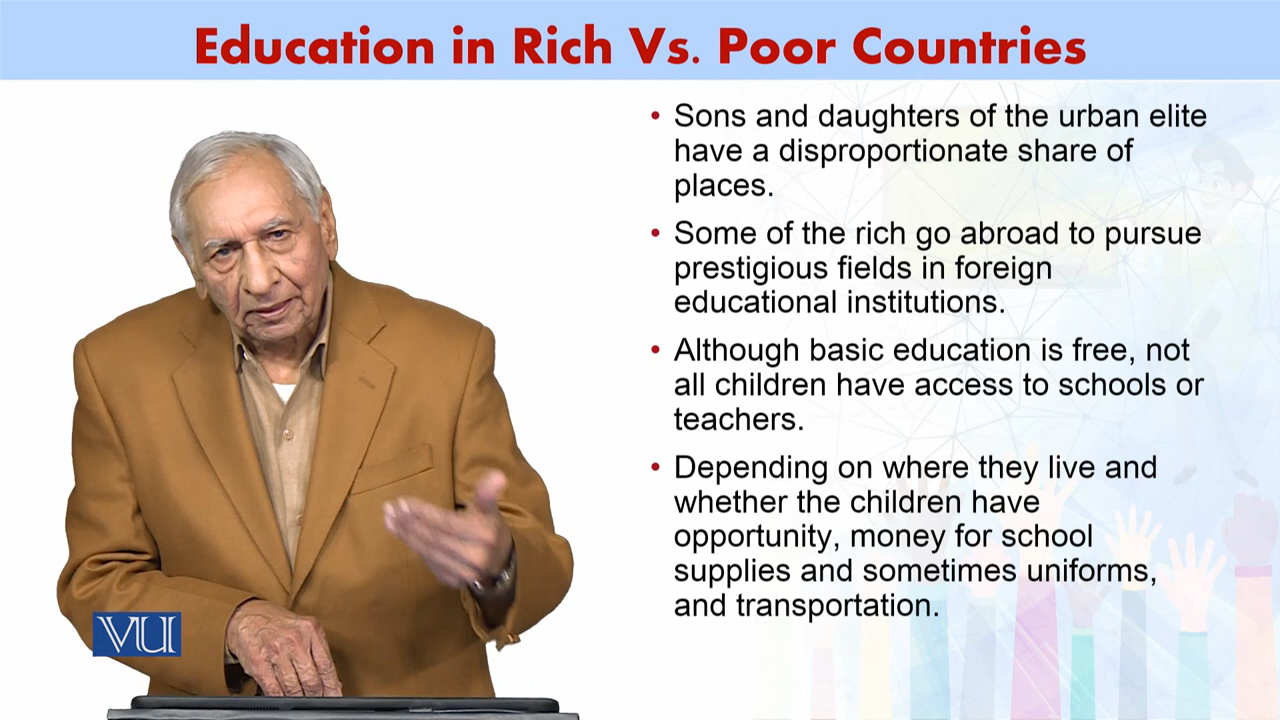 Education in Rich Vs. Poor Countries
• Sons and daughters of the urban elite
have a disproportionate share of
places.
• Some of the rich go abroad to pursue
prestigious fields in foreign
educational institutions.
• Although basic education is free, not
all children have access to schools or
teachers.
• Depending on where they live and
whether the children have
opportunity, money for school
supplies and sometimes uniforms,
and transportation.
VU